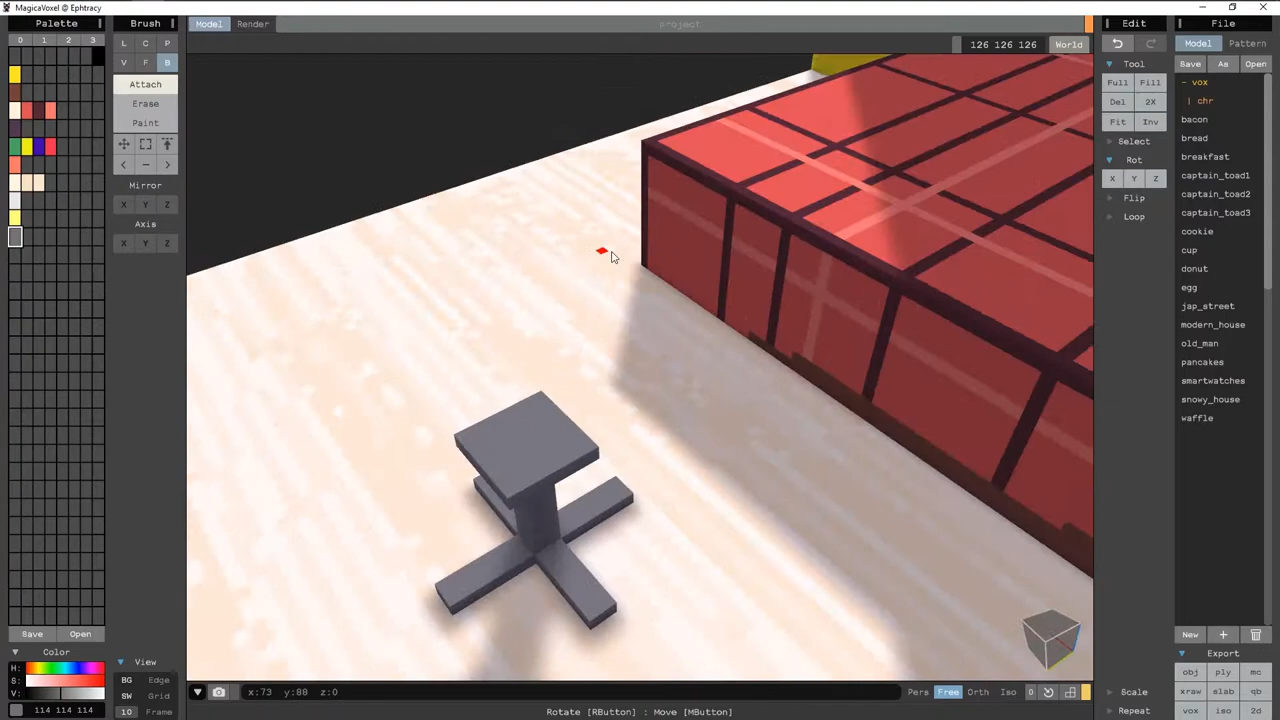 MagicaVoxel @ Ephtracy
Palette
0 1 2 3
Save Open
Color
H:
S:
V:
114 114 114
Brush
L C P
V F B
Attach
Erase
Paint
Mirror
X Y Z
Axis
X Y Z
View
BG Edge
SW Grid
10 Frame
Model Render
project
126 126 126 World
x:73 y:88 z:0
Pers Free Orth Iso 0
Rotate [RButton] : Move [MButton]
Edit
Tool
Full Fill
Del 2X
Fit Inv
Select
Rot
X Y Z
Flip
Loop
Scale
Repeat
File
Model Pattern
Save As Open
- vox
| chr
bacon
bread
breakfast
captain_toad1
captain_toad2
captain_toad3
cookie
cup
donut
egg
jap_street
modern_house
old_man
pancakes
smartwatches
snowy_house
waffle
New +
Export
obj ply mc
xraw slab qb
vox iso 2d